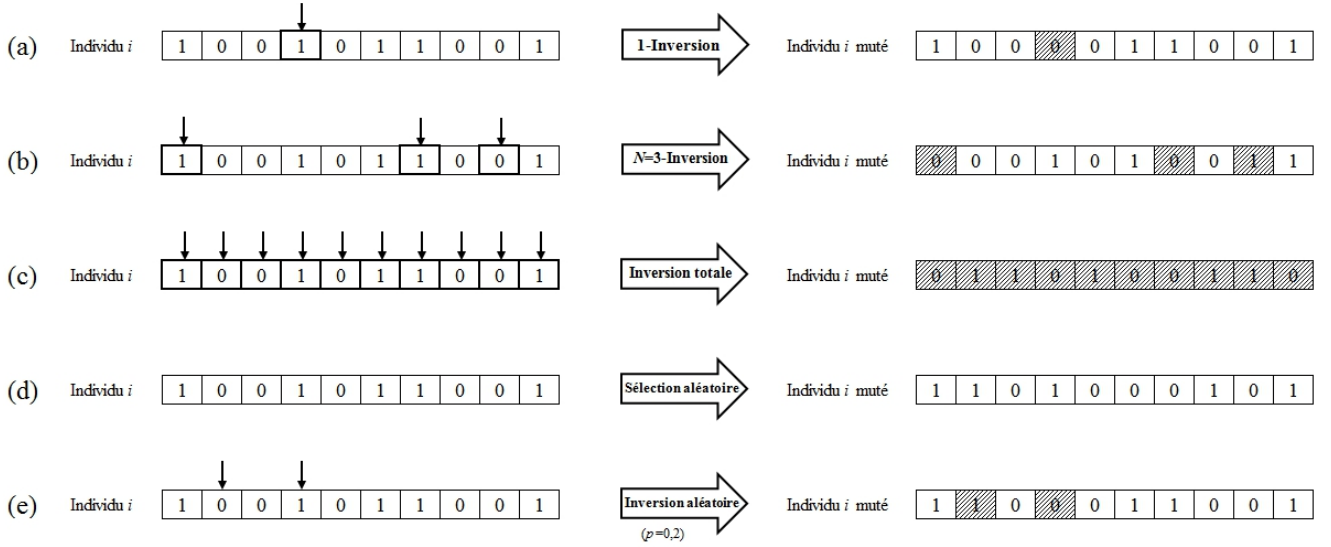 (a) Individu i 1 0 0 1 0 1 1 0 0 1 1-Inversion Individu i muté 1 0 0 0 0 1 1 0 0 1
(b) Individu i 1 0 0 1 0 1 1 0 0 1 N=3-Inversion Individu i muté 0 0 0 1 0 1 0 0 1 1
(c) Individu i 1 0 0 1 0 1 1 0 0 1 Inversion totale Individu i muté 0 1 1 0 1 0 0 1 1 0
(d) Individu i 1 0 0 1 0 1 1 0 0 1 Sélection aléatoire Individu i muté 1 1 0 1 0 0 0 1 0 1
(e) Individu i 1 0 0 1 0 1 1 0 0 1 Inversion aléatoire Individu i muté 1 1 0 0 0 1 1 0 0 1
(p=0,2)